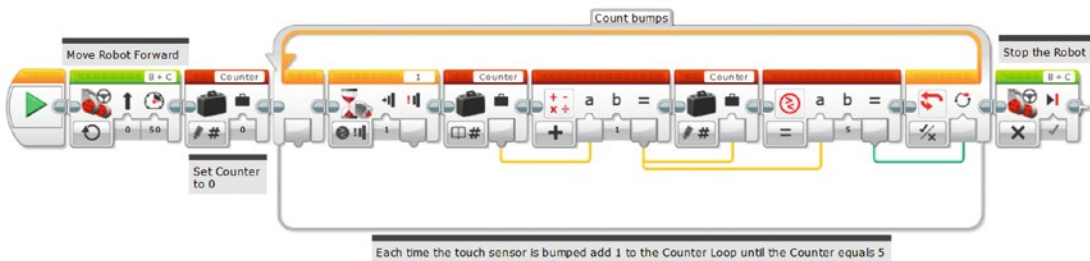 Count bumps
Move Robot Forward
Stop the Robot
B + C
Counter
1
Counter
Counter
B + C
a b =
a b =
0 50
#
0
1
#
1
#
5
Set Counter
to 0
Each time the touch sensor is bumped add 1 to the Counter Loop until the Counter equals 5